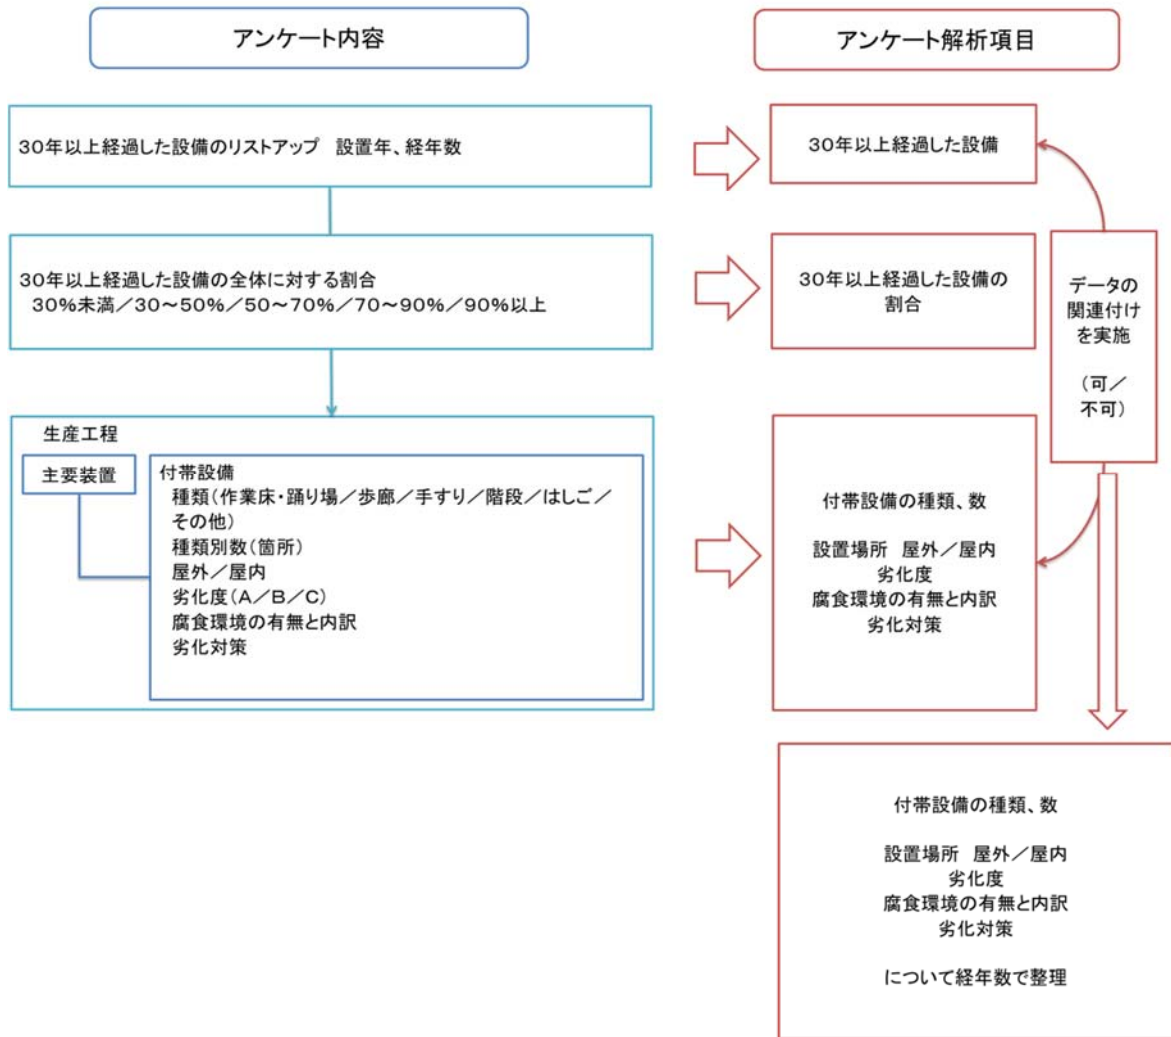 アンケート内容
アンケート解析項目
30年以上経過した設備のリストアップ　設置年、経年数
30年以上経過した設備
30年以上経過した設備の全体に対する割合
30%未満／30～50%／50～70%／70～90%／90%以上
30年以上経過した設備の
割合
データの
関連付け
を実施
（可／
不可）
生産工程
主要装置
付帯設備
種類（作業床・踊り場／歩廊／手すり／階段／はしご／
その他）
種類別数（箇所）
屋外／屋内
劣化度（A／B／C）
腐食環境の有無と内訳
劣化対策
付帯設備の種類、数
設置場所　屋外／屋内
劣化度
腐食環境の有無と内訳
劣化対策
付帯設備の種類、数
設置場所　屋外／屋内
劣化度
腐食環境の有無と内訳
劣化対策
について経年数で整理